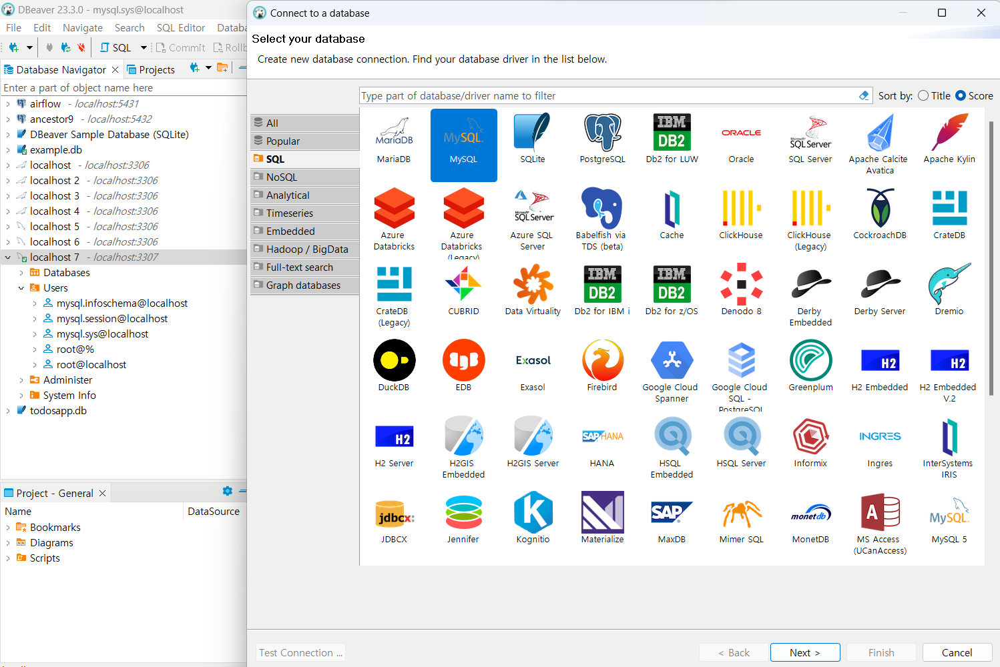 DBeaver 23.3.0 - mysql.sys@localhost
File Edit Navigate Search SQL Editor Databa
SQL Commit Rollb
Database Navigator Projects
Enter a part of object name here
airflow - localhost:5431
ancestor9 - localhost:5432
DBeaver Sample Database (SQLite)
example.db
localhost - localhost:3306
localhost 2 - localhost:3306
localhost 3 - localhost:3306
localhost 4 - localhost:3306
localhost 5 - localhost:3306
localhost 6 - localhost:3306
localhost 7 - localhost:3307
Databases
Users
mysql.infoschema@localhost
mysql.session@localhost
mysql.sys@localhost
root@%
root@localhost
Administer
System Info
todosapp.db
Project - General
Name DataSource
Bookmarks
Diagrams
Scripts
Connect to a database
Select your database
Create new database connection. Find your database driver in the list below.
Type part of database/driver name to filter
Sort by: Title Score
All
Popular
SQL
NoSQL
Analytical
Timeseries
Embedded
Hadoop / BigData
Full-text search
Graph databases
MariaDB MySQL IBM DB2 ORACLE Microsoft SQL Server
MariaDB MySQL SQLite PostgreSQL Db2 for LUW Oracle SQL Server Apache Calcite Avatica Apache Kylin
Microsoft SQL Server
Azure Databricks Azure Databricks (Legacy) Azure SQL Server Babelfish via TDS (beta) Cache ClickHouse ClickHouse (Legacy) CockroachDB CrateDB
IBM DB2 IBM DB2
CrateDB (Legacy) CUBRID Data Virtuality Db2 for IBM i Db2 for z/OS Denodo 8 Derby Embedded Derby Server Dremio
EDB Exasol H2 H2
DuckDB EDB Exasol Firebird Google Cloud Spanner Google Cloud SQL - PostgreSQL Greenplum H2 Embedded H2 Embedded V.2
H2 SAP HANA INGRES
H2 Server H2GIS Embedded H2GIS Server HANA HSQL Embedded HSQL Server Informix Ingres InterSystems IRIS
jdbcx: K SAP monetdb A MySQL
JDBCX Jennifer Kognitio Materialize MaxDB Mimer SQL MonetDB MS Access (UCanAccess) MySQL 5
Test Connection ... < Back Next > Finish Cancel